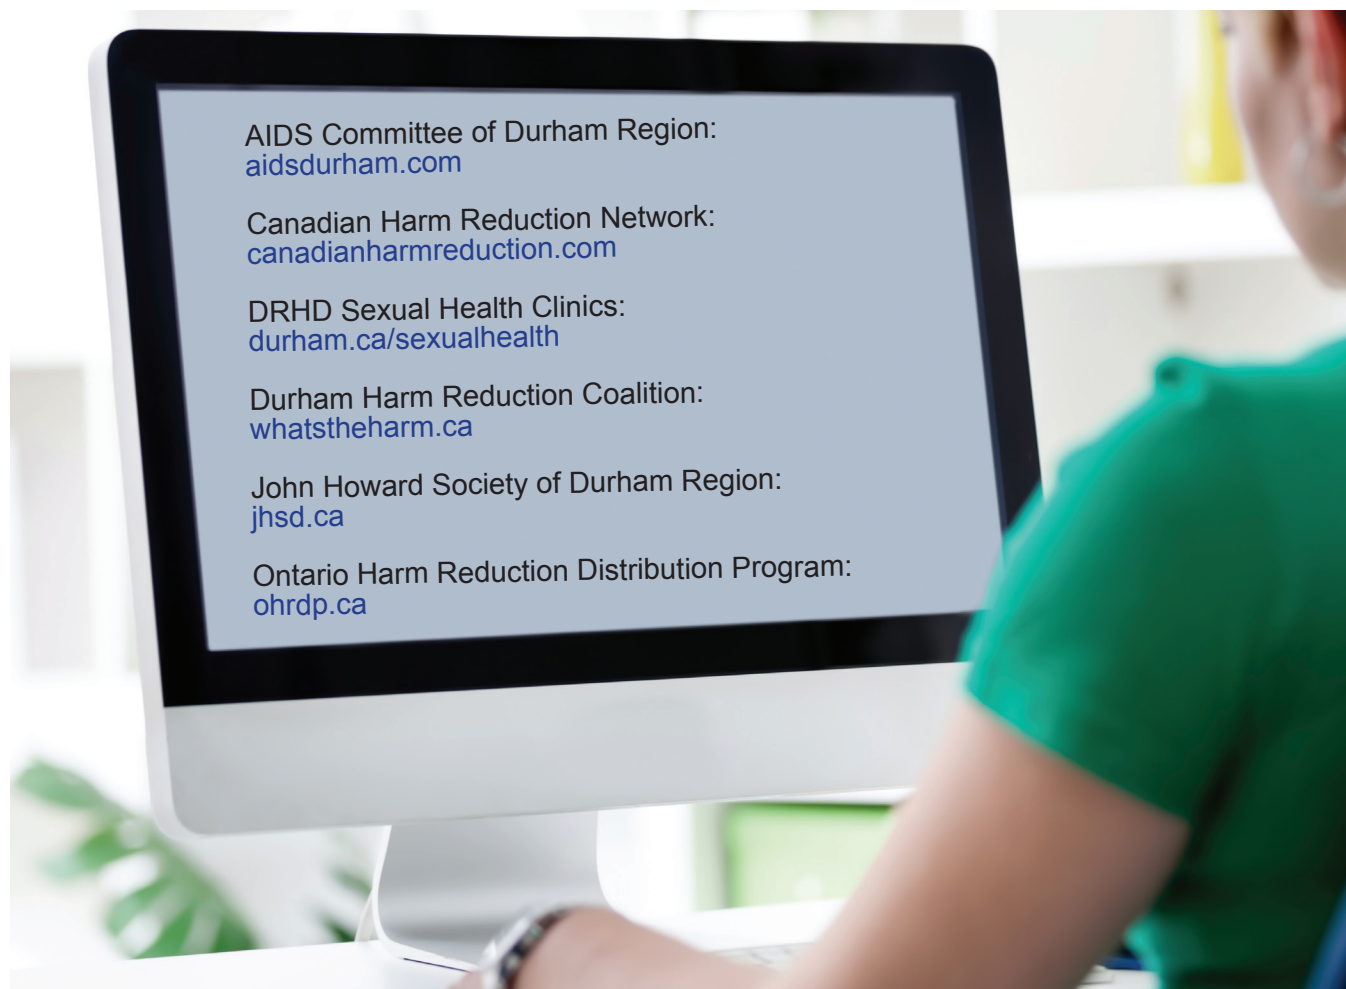 AIDS Committee of Durham Region:
aidsdurham.com
Canadian Harm Reduction Network:
canadianharmreduction.com
DRHD Sexual Health Clinics:
durham.ca/sexualhealth
Durham Harm Reduction Coalition:
whatstheharm.ca
John Howard Society of Durham Region:
jhsd.ca
Ontario Harm Reduction Distribution Program:
ohrdp.ca